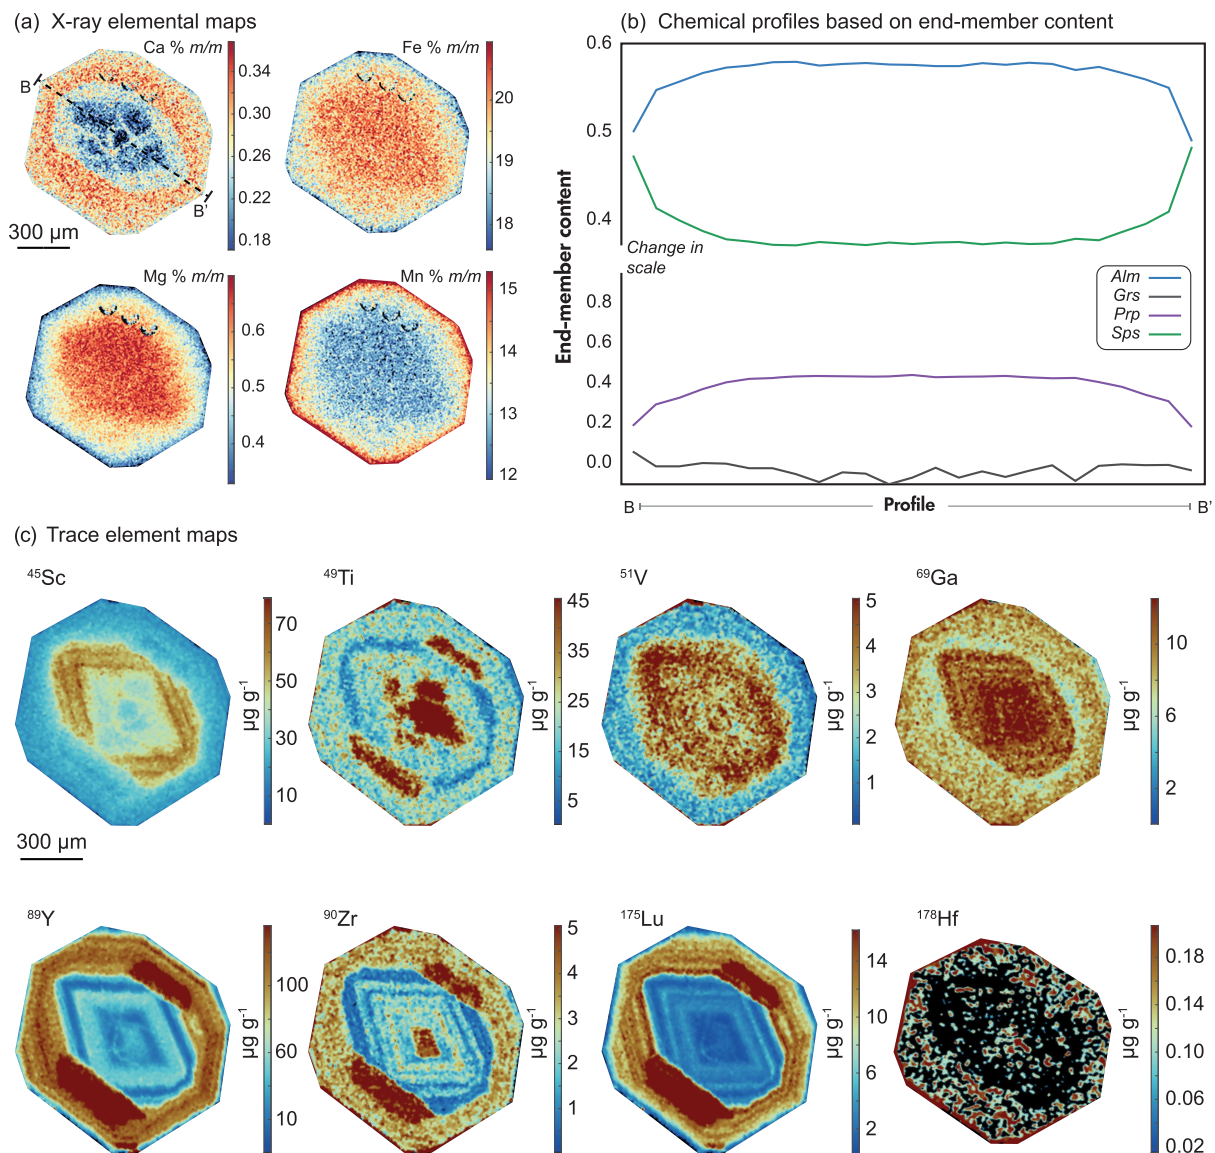 (a) X-ray elemental maps
Ca % m/m
0.34
0.30
0.26
0.22
0.18
B
B'
300 µm
Fe % m/m
20
19
18
Mg % m/m
0.6
0.5
0.4
Mn % m/m
15
14
13
12
(b) Chemical profiles based on end-member content
End-member content
0.6
0.5
0.4
Change in
scale
0.8
0.6
0.4
0.2
0.0
Alm
Grs
Prp
Sps
B
Profile
B'
(c) Trace element maps
⁴⁵Sc
70
50
30
10
µg g⁻¹
300 µm
⁴⁹Ti
45
35
25
15
5
µg g⁻¹
⁵¹V
5
4
3
2
1
µg g⁻¹
⁶⁹Ga
10
6
2
µg g⁻¹
⁸⁹Y
100
60
10
µg g⁻¹
⁹⁰Zr
5
4
3
2
1
µg g⁻¹
¹⁷⁵Lu
14
10
6
2
µg g⁻¹
¹⁷⁸Hf
0.18
0.14
0.10
0.06
0.02
µg g⁻¹